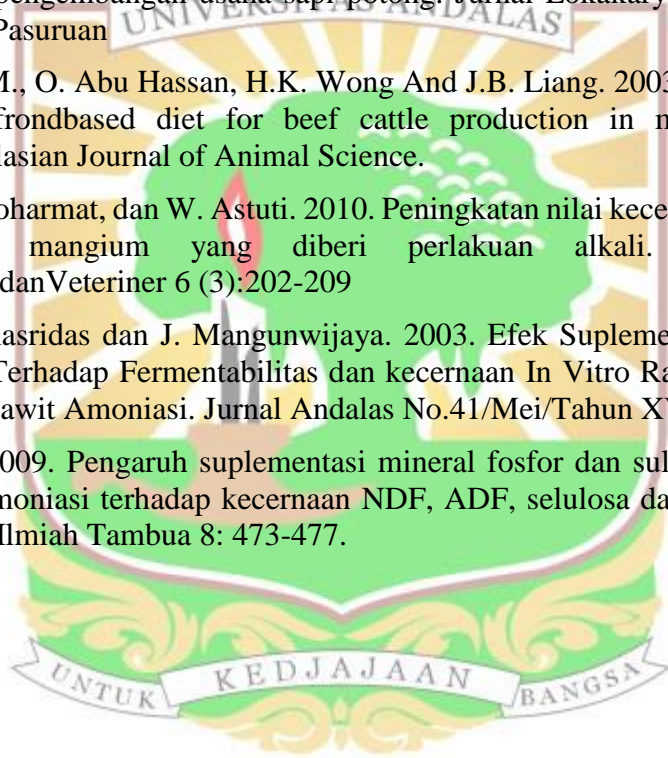 pengembangan usaha sapi potong. Jurnal Lokakary
UNIVERSITAS ANDALAS
Pasuruan
M., O. Abu Hassan, H.K. Wong And J.B. Liang. 2003
frondbased diet for beef cattle production in m
lasian Journal of Animal Science.
oharmat, dan W. Astuti. 2010. Peningkatan nilai kece
mangium yang diberi perlakuan alkali.
danVeteriner 6 (3):202-209
asridas dan J. Mangunwijaya. 2003. Efek Supleme
Terhadap Fermentabilitas dan kecernaan In Vitro Ra
awit Amoniasi. Jurnal Andalas No.41/Mei/Tahun X
009. Pengaruh suplementasi mineral fosfor dan sul
moniasi terhadap kecernaan NDF, ADF, selulosa da
Ilmiah Tambua 8: 473-477.
UNTUK KEDJAJAAN BANGSA